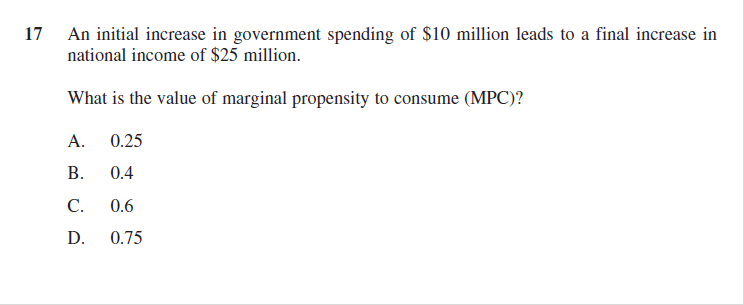 17 An initial increase in government spending of $10 million leads to a final increase in
national income of $25 million.
What is the value of marginal propensity to consume (MPC)?
A. 0.25
B. 0.4
C. 0.6
D. 0.75